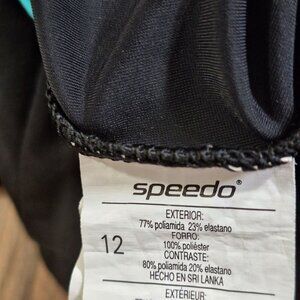 speedo®
EXTERIOR:
77% poliamida 23% elastano
FORRO:
100% poliéster
12
CONTRASTE:
80% poliamida 20% elastano
HECHO EN SRI LANKA
EXTÉRIEUR: